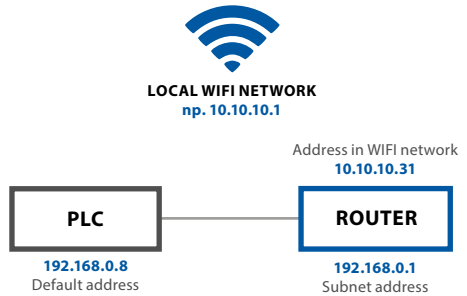 LOCAL WIFI NETWORK
np. 10.10.10.1
Address in WIFI network
10.10.10.31
PLC
ROUTER
192.168.0.8
Default address
192.168.0.1
Subnet address